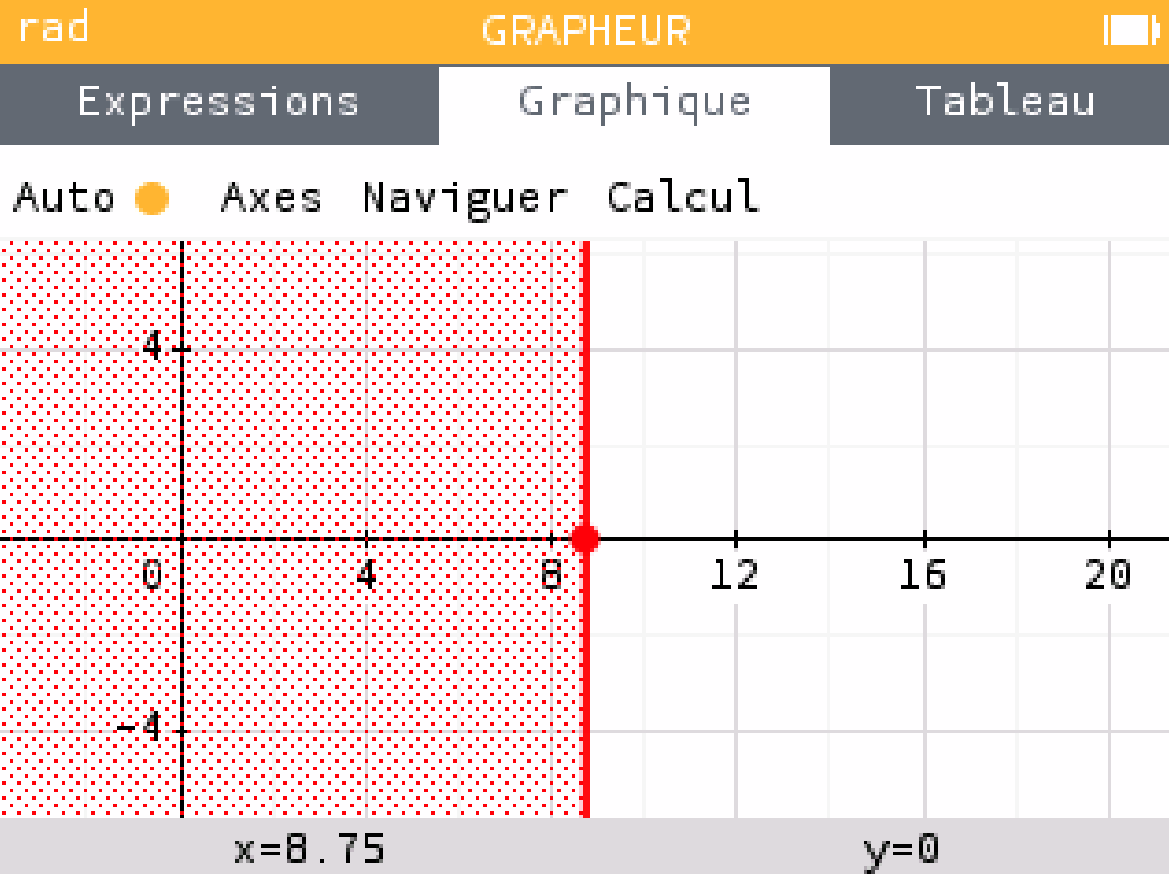 rad GRAPHEUR
Expressions Graphique Tableau
Auto Axes Naviguer Calcul
4
0 4 8 12 16 20
-4
x=8.75 y=0